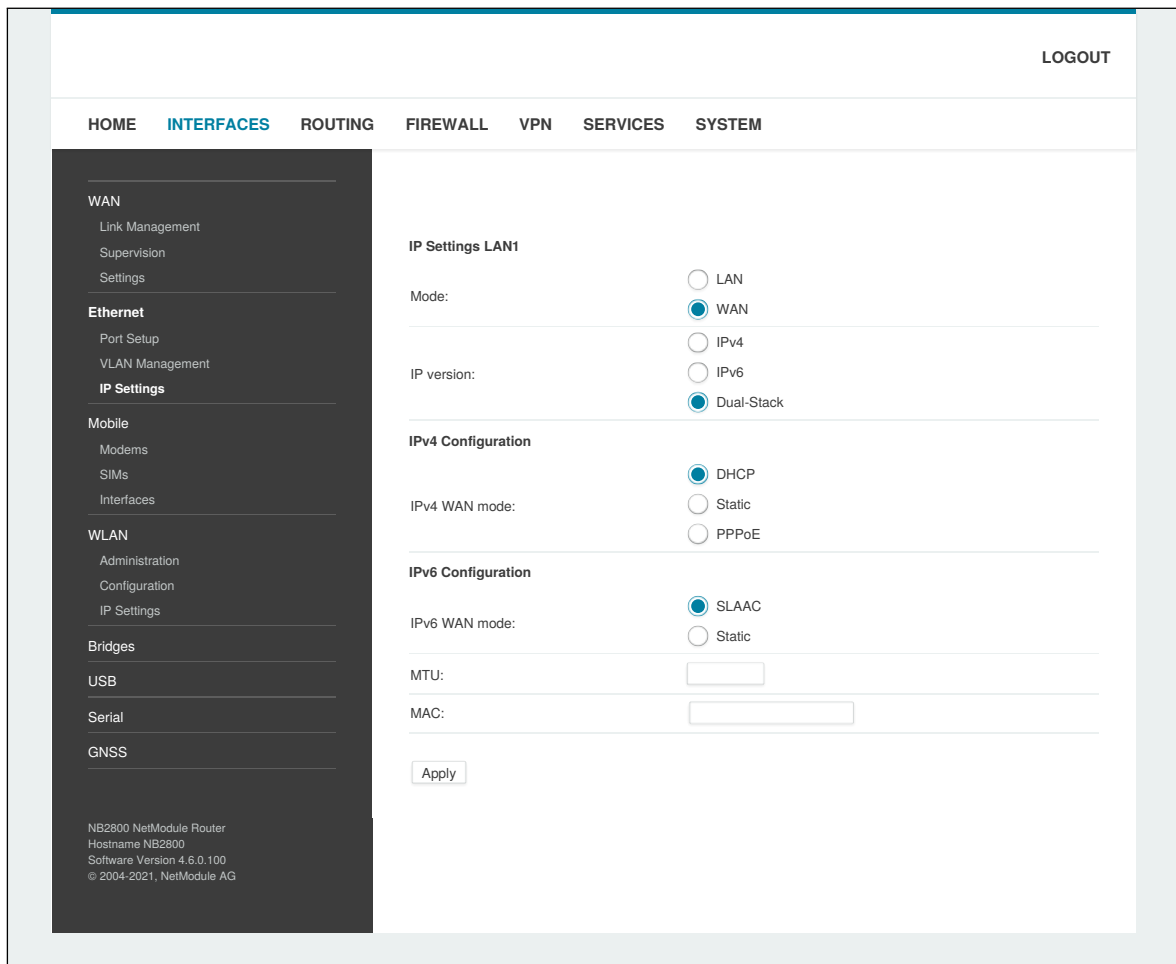 LOGOUT
HOME INTERFACES ROUTING FIREWALL VPN SERVICES SYSTEM
WAN
Link Management
Supervision
Settings
Ethernet
Port Setup
VLAN Management
IP Settings
Mobile
Modems
SIMs
Interfaces
WLAN
Administration
Configuration
IP Settings
Bridges
USB
Serial
GNSS
NB2800 NetModule Router
Hostname NB2800
Software Version 4.6.0.100
© 2004-2021, NetModule AG
IP Settings LAN1
Mode:
LAN
WAN
IP version:
IPv4
IPv6
Dual-Stack
IPv4 Configuration
IPv4 WAN mode:
DHCP
Static
PPPoE
IPv6 Configuration
IPv6 WAN mode:
SLAAC
Static
MTU:
MAC:
Apply